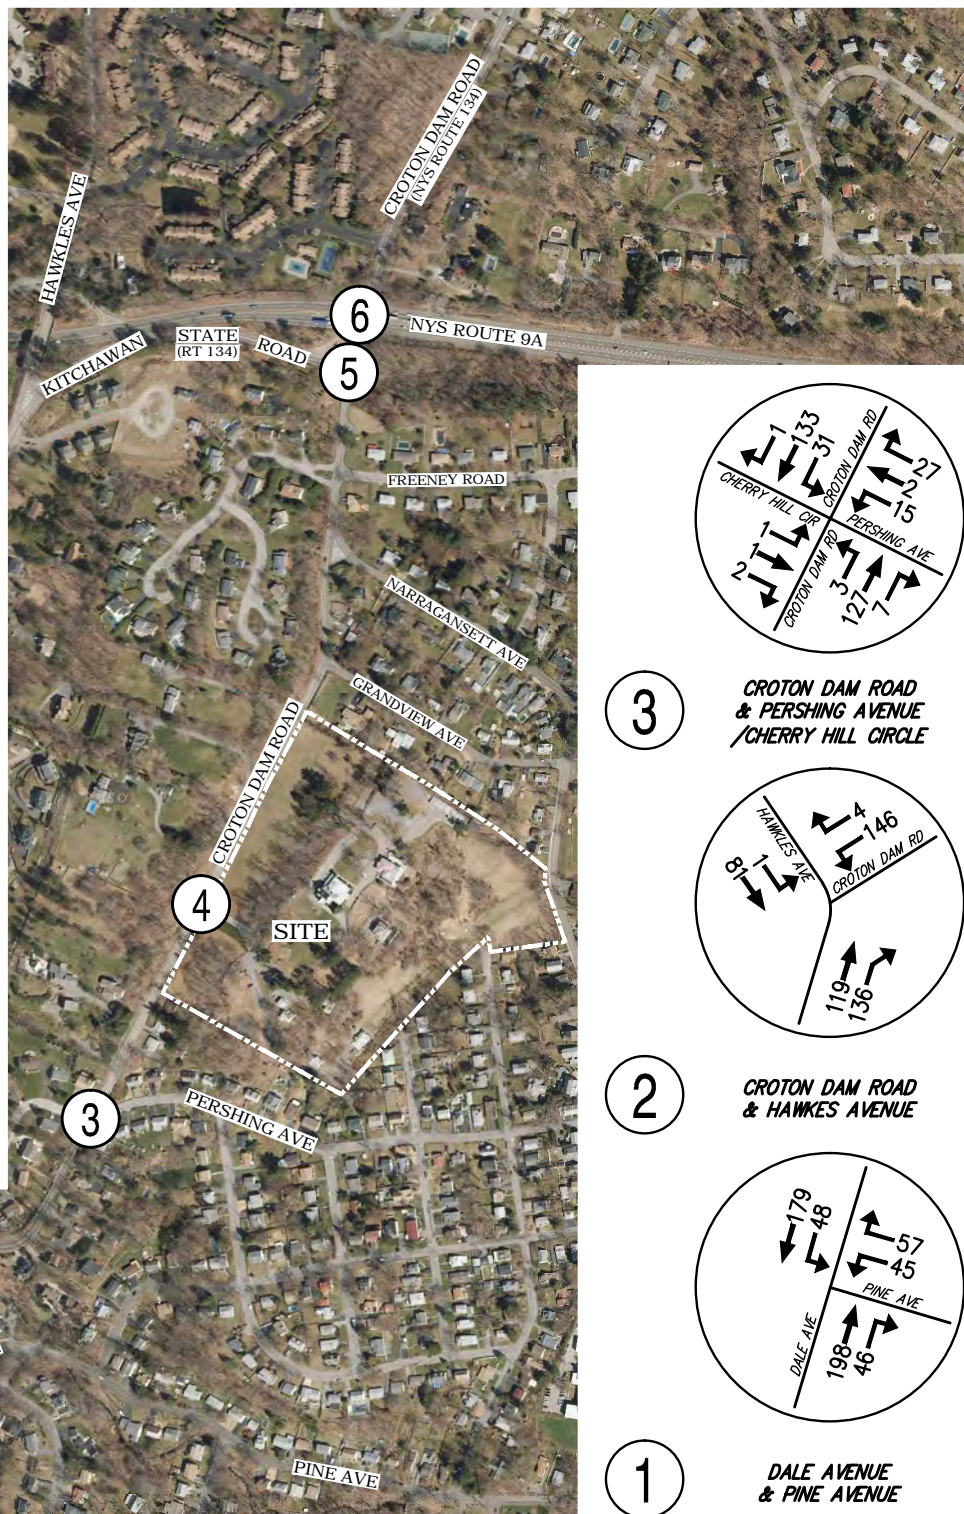 CROTON DAM ROAD
(NYS ROUTE 134)
HAWKLES AVE
6
NYS ROUTE 9A
STATE
(RT 134)
ROAD
KITCHAWAN
5
FREENEY ROAD
NARRAGANSETT AVE
GRANDVIEW AVE
CROTON DAM ROAD
4
SITE
3
PERSHING AVE
PINE AVE
1
133
31
CROTON DAM RD
27
2
15
CHERRY HILL CIR
PERSHING AVE
1
1
2
CROTON DAM RD
3
127
7
3
CROTON DAM ROAD
& PERSHING AVENUE
/CHERRY HILL CIRCLE
HAWKLES AVE
4
146
CROTON DAM RD
81
1
119
136
2
CROTON DAM ROAD
& HAWKES AVENUE
179
48
57
45
PINE AVE
DALE AVE
198
46
1
DALE AVENUE
& PINE AVENUE